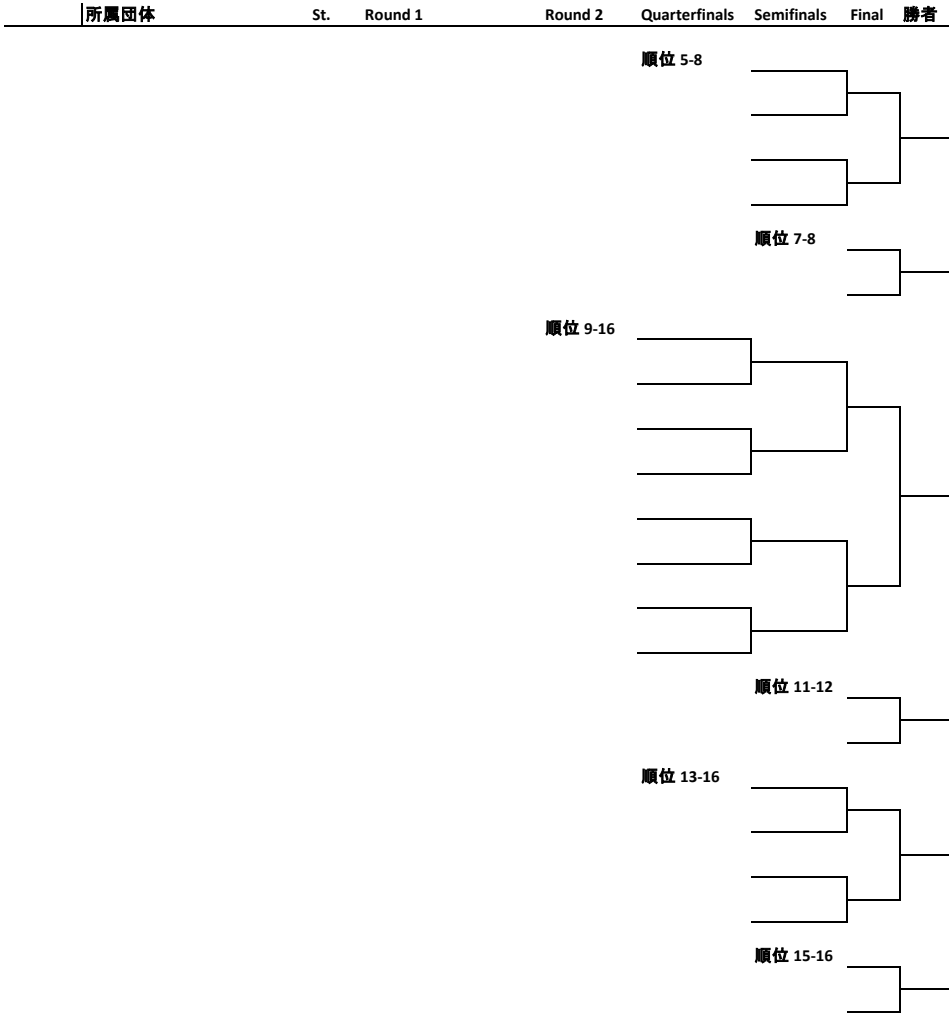 所属団体 St. Round 1 Round 2 Quarterfinals Semifinals Final 勝者
順位 5-8
順位 7-8
順位 9-16
順位 11-12
順位 13-16
順位 15-16